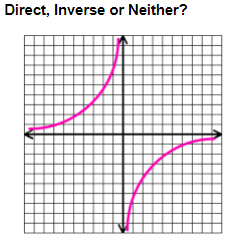 Direct, Inverse or Neither?